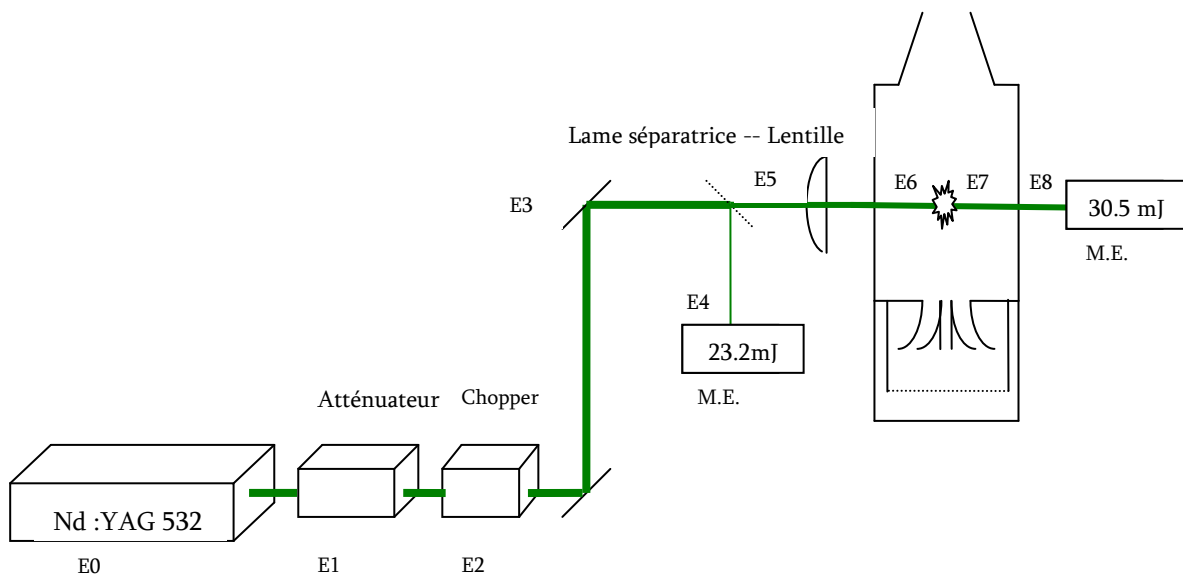 Lame séparatrice -- Lentille
E5
E6
E7
E8
E3
30.5 mJ
M.E.
E4
23.2mJ
M.E.
Atténuateur
Chopper
Nd :YAG 532
E0
E1
E2